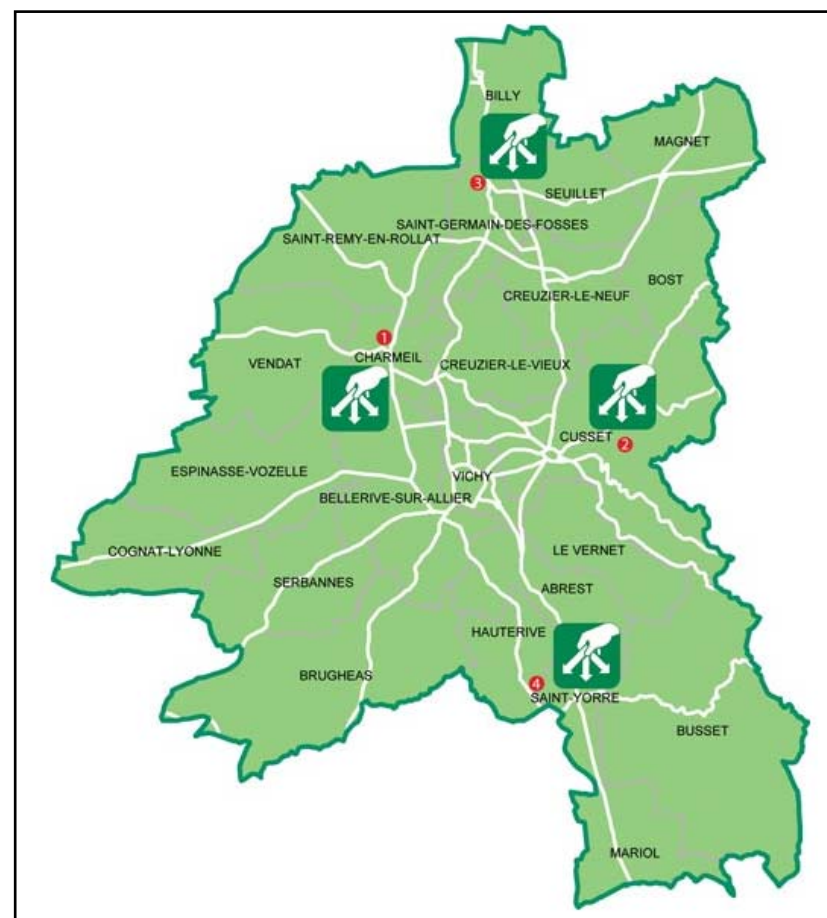 BILLY
MAGNET
3
SEUILLET
SAINT-GERMAIN-DES-FOSSES
SAINT-REMY-EN-ROLLAT
BOST
CREUZIER-LE-NEUF
1
CHARMEIL
VENDAT
CREUZIER-LE-VIEUX
CUSSET
2
ESPINASSE-VOZELLE
VICHY
BELLERIVE-SUR-ALLIER
COGNAT-LYONNE
LE VERNET
SERBANNES
ABREST
HAUTERIVE
BRUGHEAS
4
SAINT-YORRE
BUSSET
MARIOL